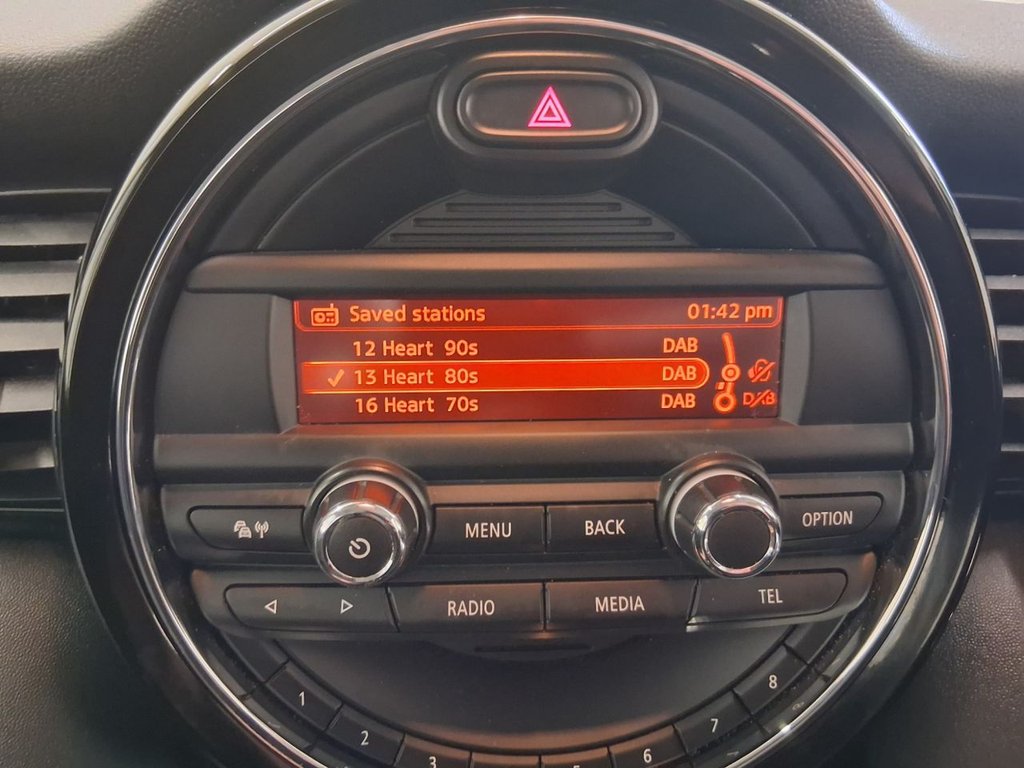 Saved stations 01:42 pm
12 Heart 90s DAB
✓ 13 Heart 80s DAB
16 Heart 70s DAB
DAB
MENU BACK OPTION
RADIO MEDIA TEL
1 2 3 6 7 8